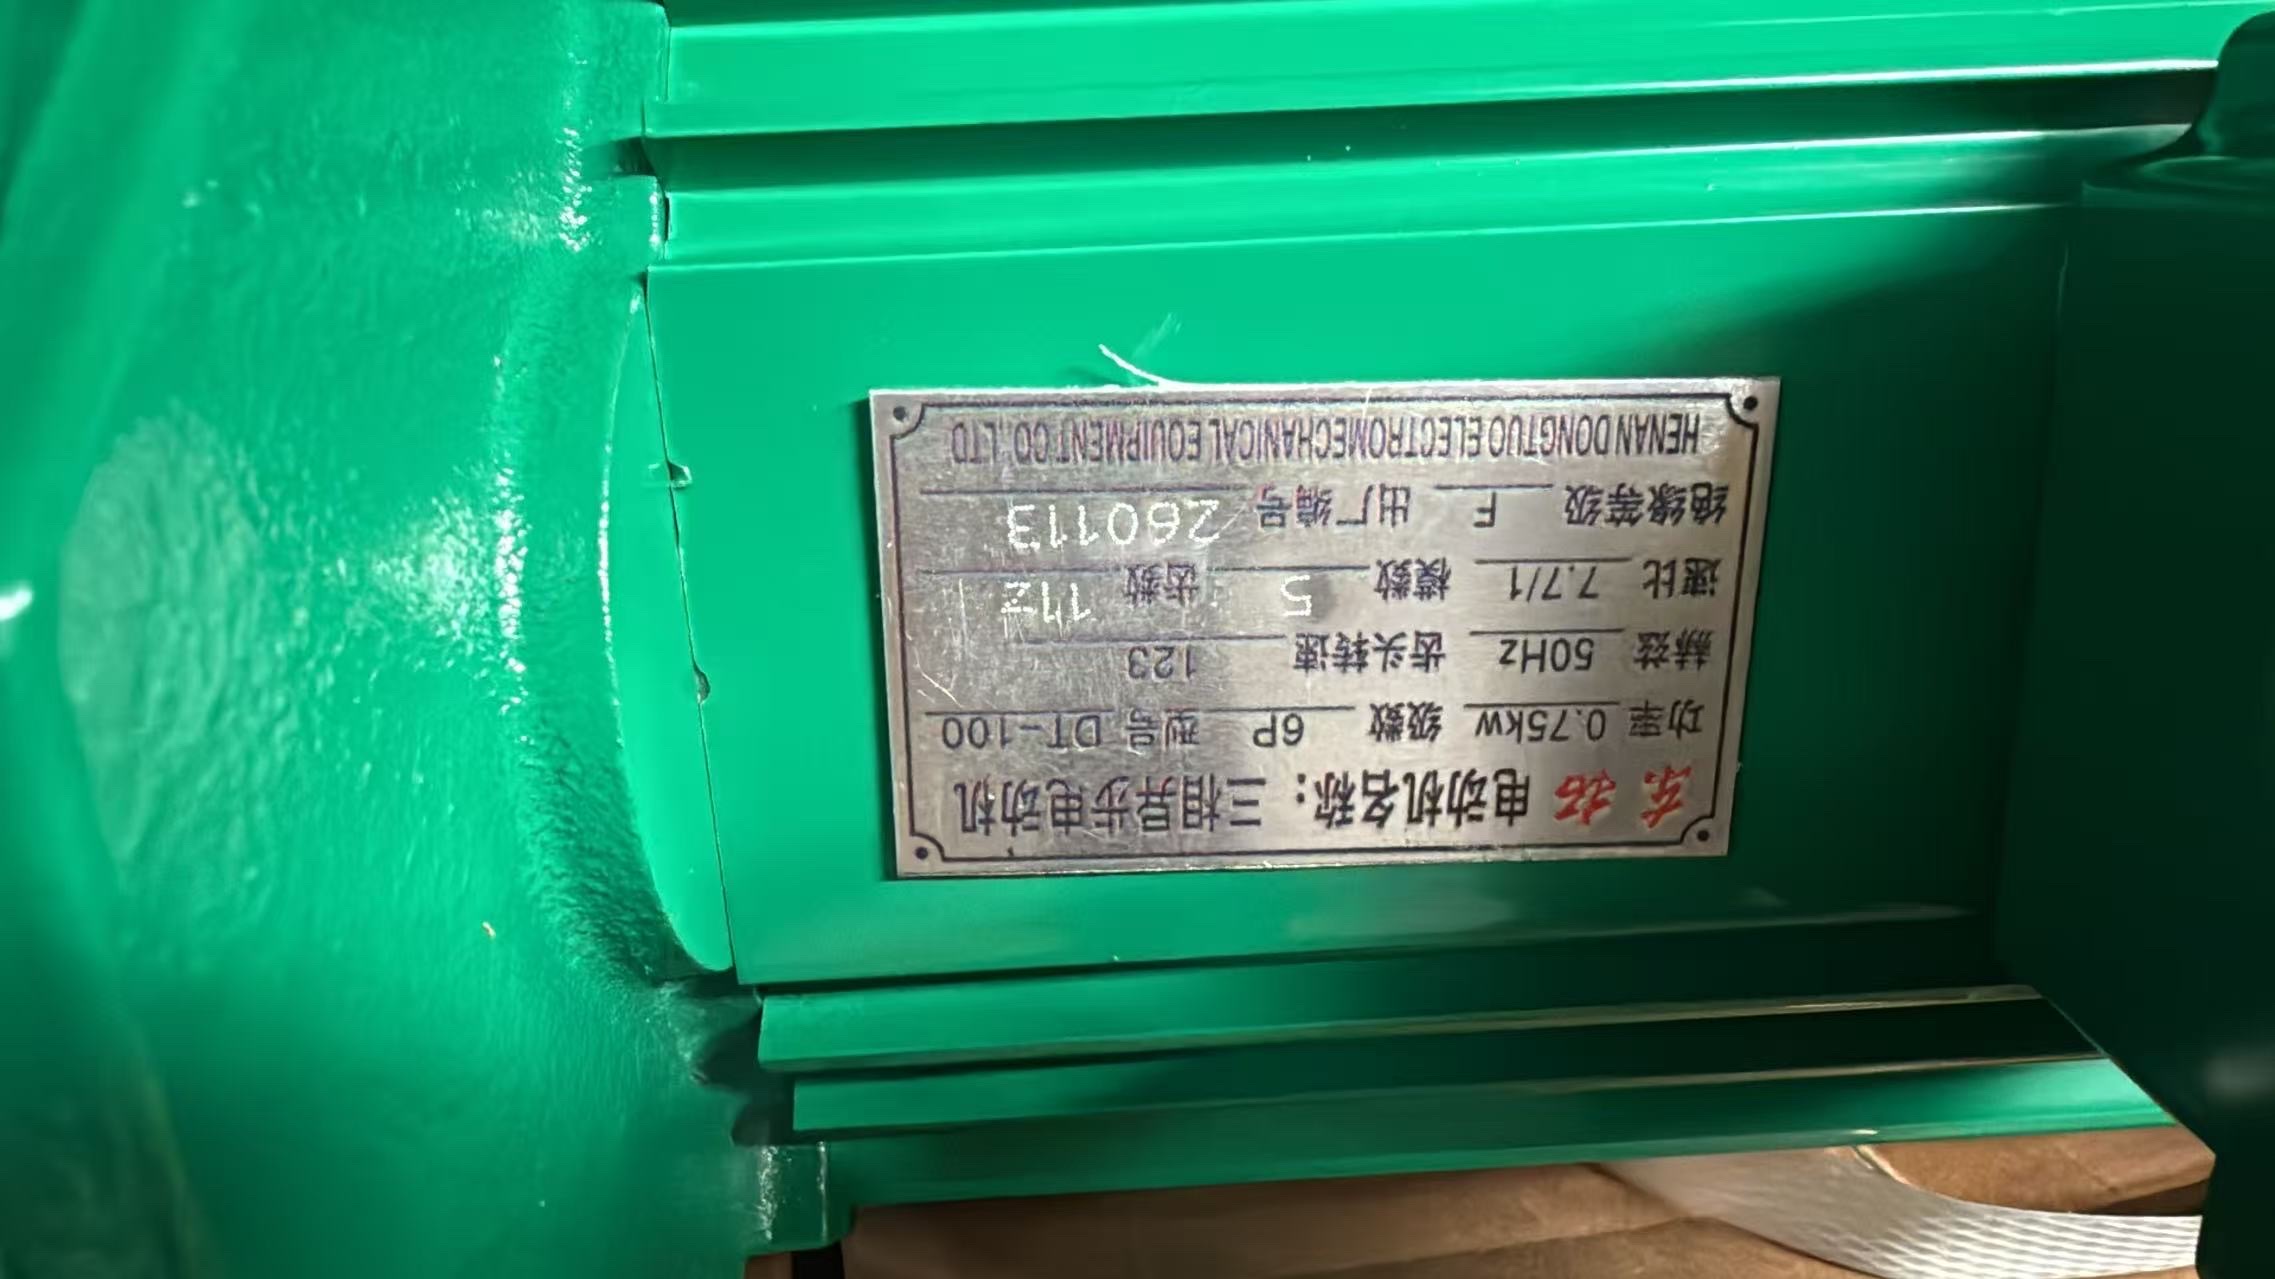 东拓 电动机名称：三相异步电动机
功率 0.75kw 级数 6P 型号 DT-100
赫兹 50Hz 齿头转速 123
速比 7.7/1 模数 5 齿数 11z
绝缘等级 F 出厂编号 260113
HENAN DONGTUO ELECTROMECHANICAL EQUIPMENT CO.,LTD